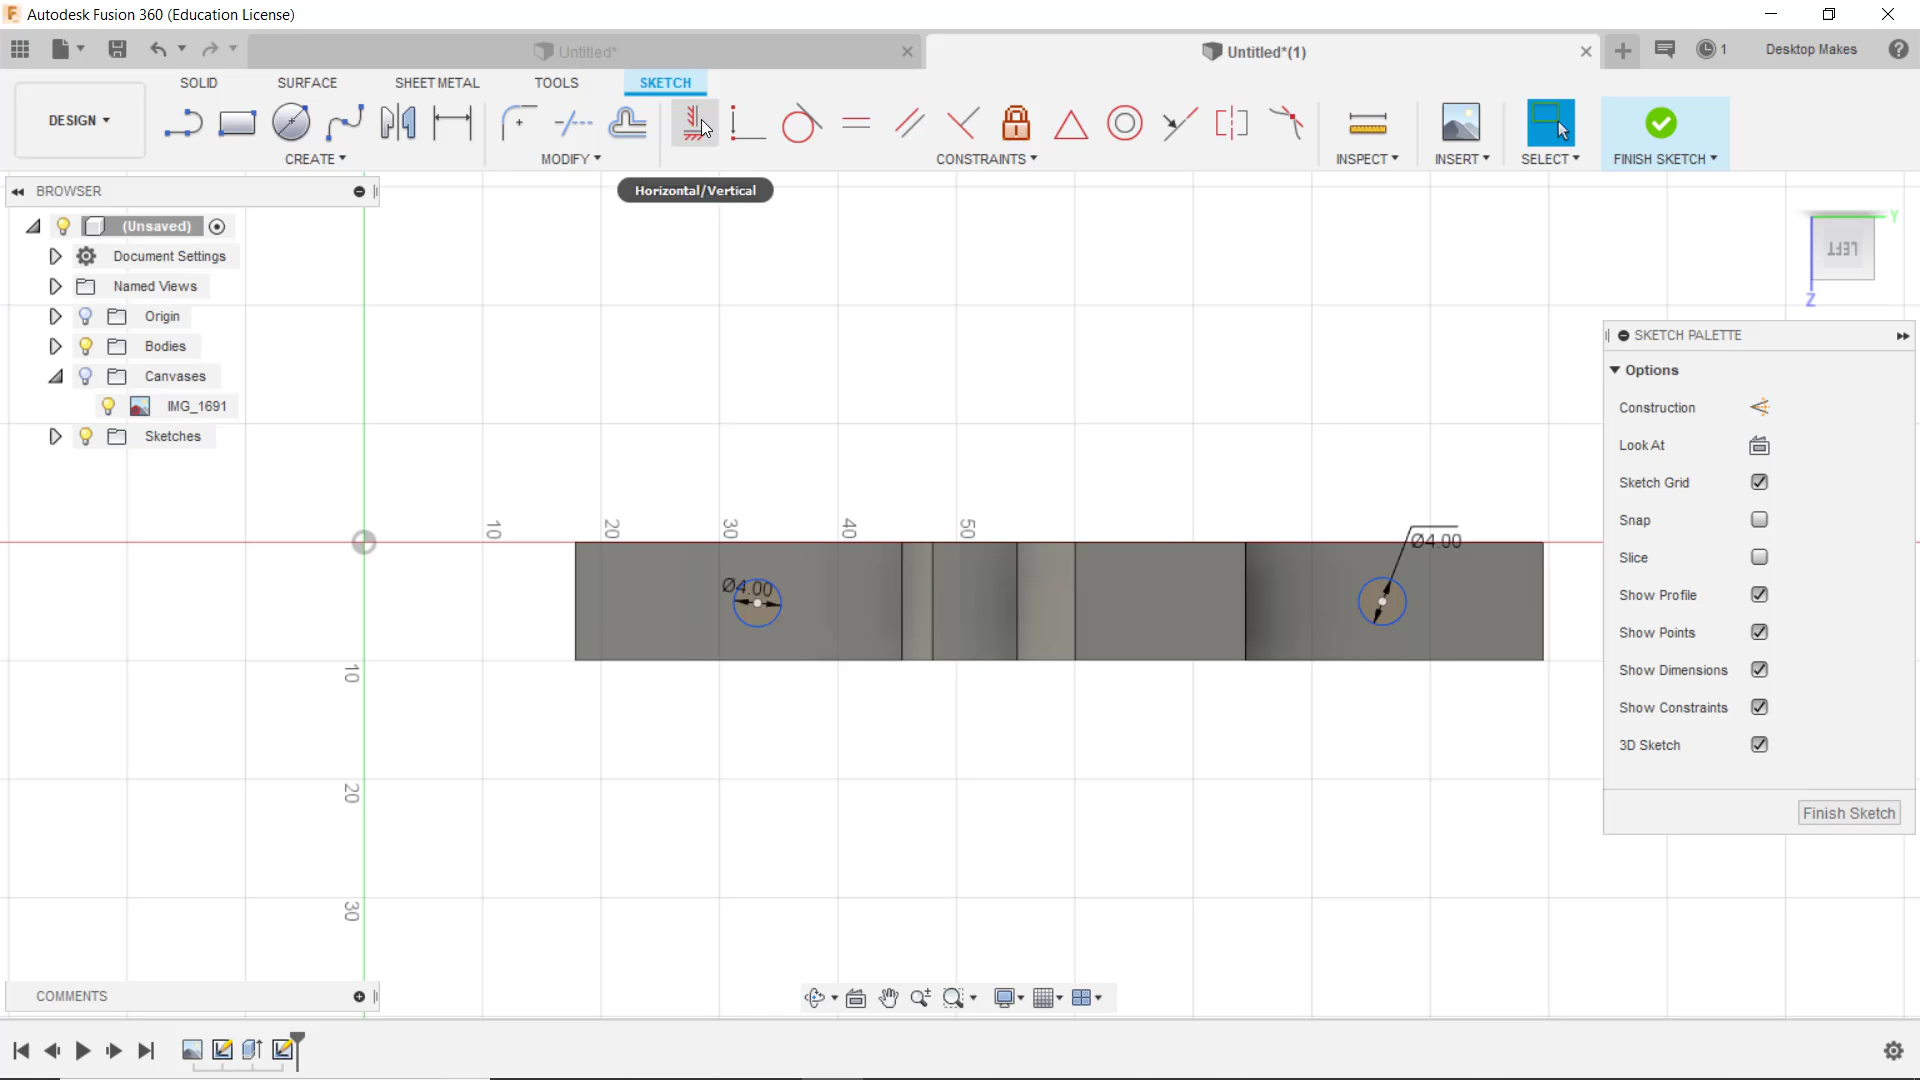 Autodesk Fusion 360 (Education License)
Untitled*
Untitled*(1)
1
Desktop Makes
SOLID
SURFACE
SHEET METAL
TOOLS
SKETCH
DESIGN
CREATE
MODIFY
CONSTRAINTS
INSPECT
INSERT
SELECT
FINISH SKETCH
Horizontal/Vertical
BROWSER
(Unsaved)
Document Settings
Named Views
Origin
Bodies
Canvases
IMG_1691
Sketches
Y
LEFT
Z
SKETCH PALETTE
Options
Construction
Look At
Sketch Grid
Snap
Slice
Show Profile
Show Points
Show Dimensions
Show Constraints
3D Sketch
Finish Sketch
10
20
30
40
50
Ø4.00
Ø4.00
10
20
30
COMMENTS